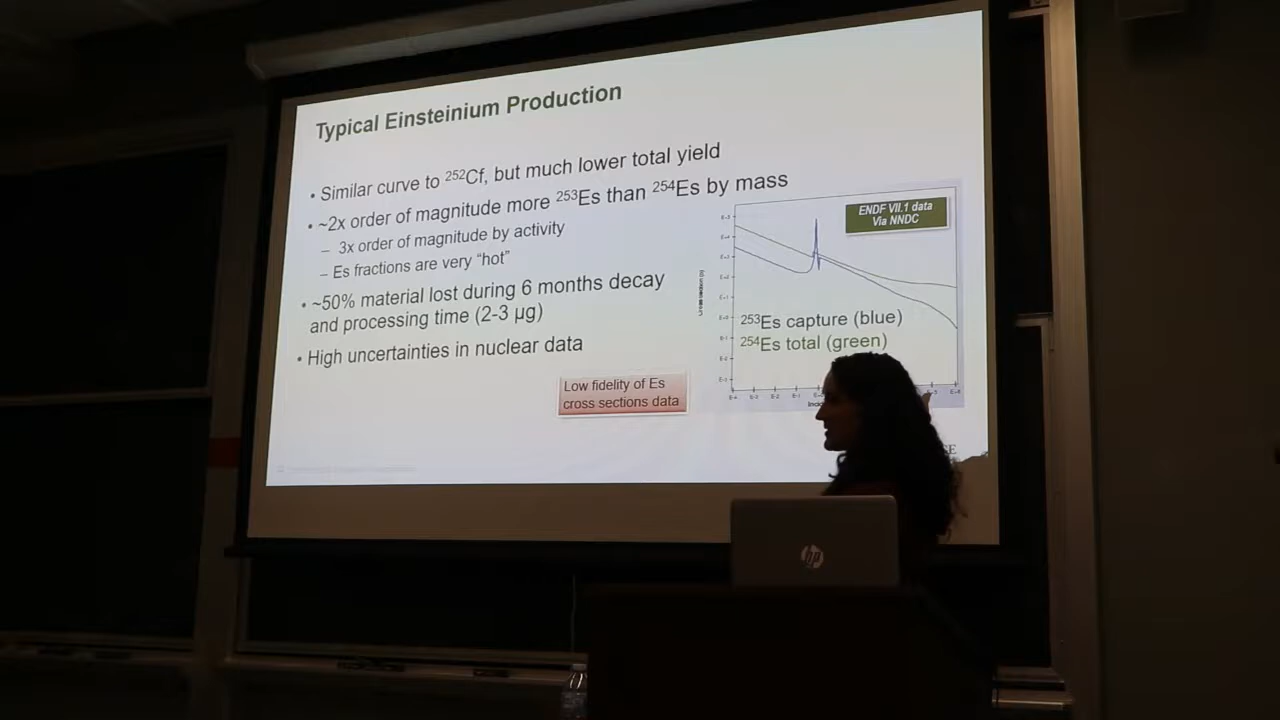 Typical Einsteinium Production
• Similar curve to ²⁵²Cf, but much lower total yield
• ~2x order of magnitude more ²⁵³Es than ²⁵⁴Es by mass
– 3x order of magnitude by activity
– Es fractions are very "hot"
• ~50% material lost during 6 months decay
and processing time (2-3 µg)
• High uncertainties in nuclear data
Low fidelity of Es
cross sections data
ENDF VII.1 data
Via NNDC
²⁵³Es capture (blue)
²⁵⁴Es total (green)
hp